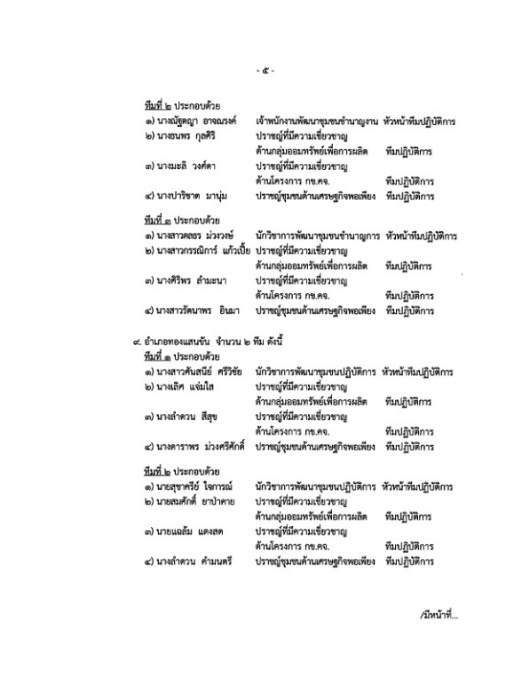 - ๕ -
ทีมที่ ๒ ประกอบด้วย
๑) นางณัฐตญา อาจณรงค์ เจ้าพนักงานพัฒนาชุมชนชำนาญงาน หัวหน้าทีมปฏิบัติการ
๒) นางธนพร กุลศิริ ปราชญ์ที่มีความเชี่ยวชาญ
ด้านกลุ่มออมทรัพย์เพื่อการผลิต ทีมปฏิบัติการ
๓) นางมะลิ วงค์ดา ปราชญ์ที่มีความเชี่ยวชาญ
ด้านโครงการ กข.คจ. ทีมปฏิบัติการ
๔) นางปาริชาต มานุ่ม ปราชญ์ชุมชนด้านเศรษฐกิจพอเพียง ทีมปฏิบัติการ
ทีมที่ ๓ ประกอบด้วย
๑) นางสาวดลธร ม่วงวงษ์ นักวิชาการพัฒนาชุมชนชำนาญการ หัวหน้าทีมปฏิบัติการ
๒) นางสาวกรรณิการ์ แก้วเปี้ย ปราชญ์ที่มีความเชี่ยวชาญ
ด้านกลุ่มออมทรัพย์เพื่อการผลิต ทีมปฏิบัติการ
๓) นางศิริพร ลำมะนา ปราชญ์ที่มีความเชี่ยวชาญ
ด้านโครงการ กข.คจ. ทีมปฏิบัติการ
๔) นางสาวรัตนาพร อินมา ปราชญ์ชุมชนด้านเศรษฐกิจพอเพียง ทีมปฏิบัติการ
๙. อำเภอทองแสนขัน จำนวน ๒ ทีม ดังนี้
ทีมที่ ๑ ประกอบด้วย
๑) นางสาวศันสนีย์ ศรีวิชัย นักวิชาการพัฒนาชุมชนปฏิบัติการ หัวหน้าทีมปฏิบัติการ
๒) นางเลิศ แจ่มใส ปราชญ์ที่มีความเชี่ยวชาญ
ด้านกลุ่มออมทรัพย์เพื่อการผลิต ทีมปฏิบัติการ
๓) นางลำดวน สีสุข ปราชญ์ที่มีความเชี่ยวชาญ
ด้านโครงการ กข.คจ. ทีมปฏิบัติการ
๔) นางดาราพร ม่วงศรีศักดิ์ ปราชญ์ชุมชนด้านเศรษฐกิจพอเพียง ทีมปฏิบัติการ
ทีมที่ ๒ ประกอบด้วย
๑) นายสุชาครีย์ ใจการณ์ นักวิชาการพัฒนาชุมชนปฏิบัติการ หัวหน้าทีมปฏิบัติการ
๒) นายสมศักดิ์ ยาป่าคาย ปราชญ์ที่มีความเชี่ยวชาญ
ด้านกลุ่มออมทรัพย์เพื่อการผลิต ทีมปฏิบัติการ
๓) นายแฉล้ม แดงสด ปราชญ์ที่มีความเชี่ยวชาญ
ด้านโครงการ กข.คจ. ทีมปฏิบัติการ
๔) นางลำดวน คำมนตรี ปราชญ์ชุมชนด้านเศรษฐกิจพอเพียง ทีมปฏิบัติการ
/มีหน้าที่...